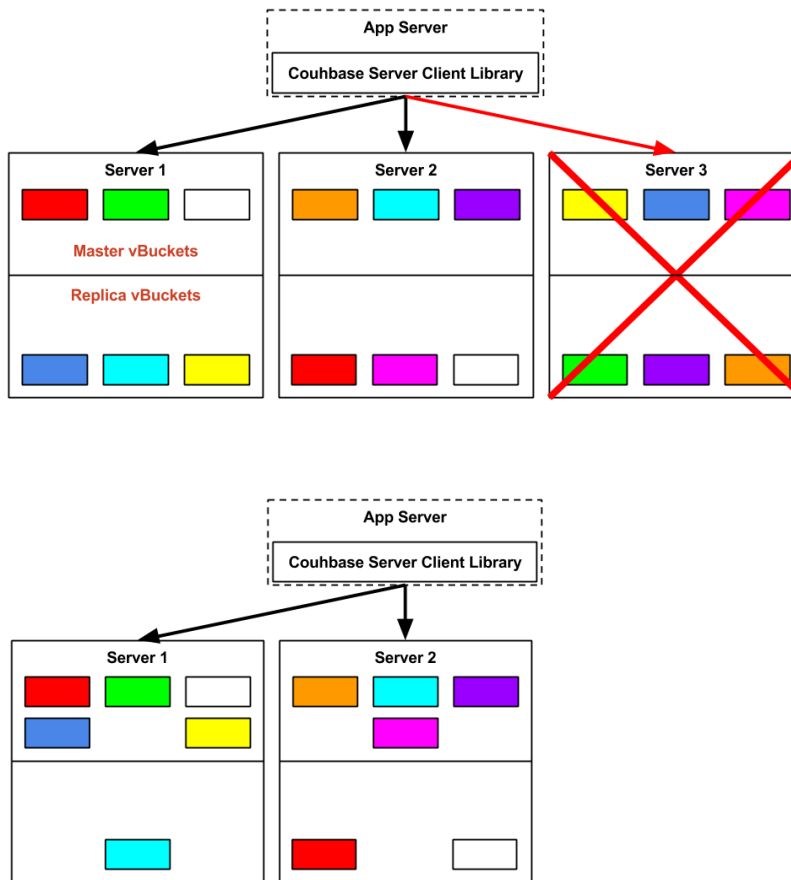 App Server
Couhbase Server Client Library
Server 1
Server 2
Server 3
Master vBuckets
Replica vBuckets
App Server
Couhbase Server Client Library
Server 1
Server 2